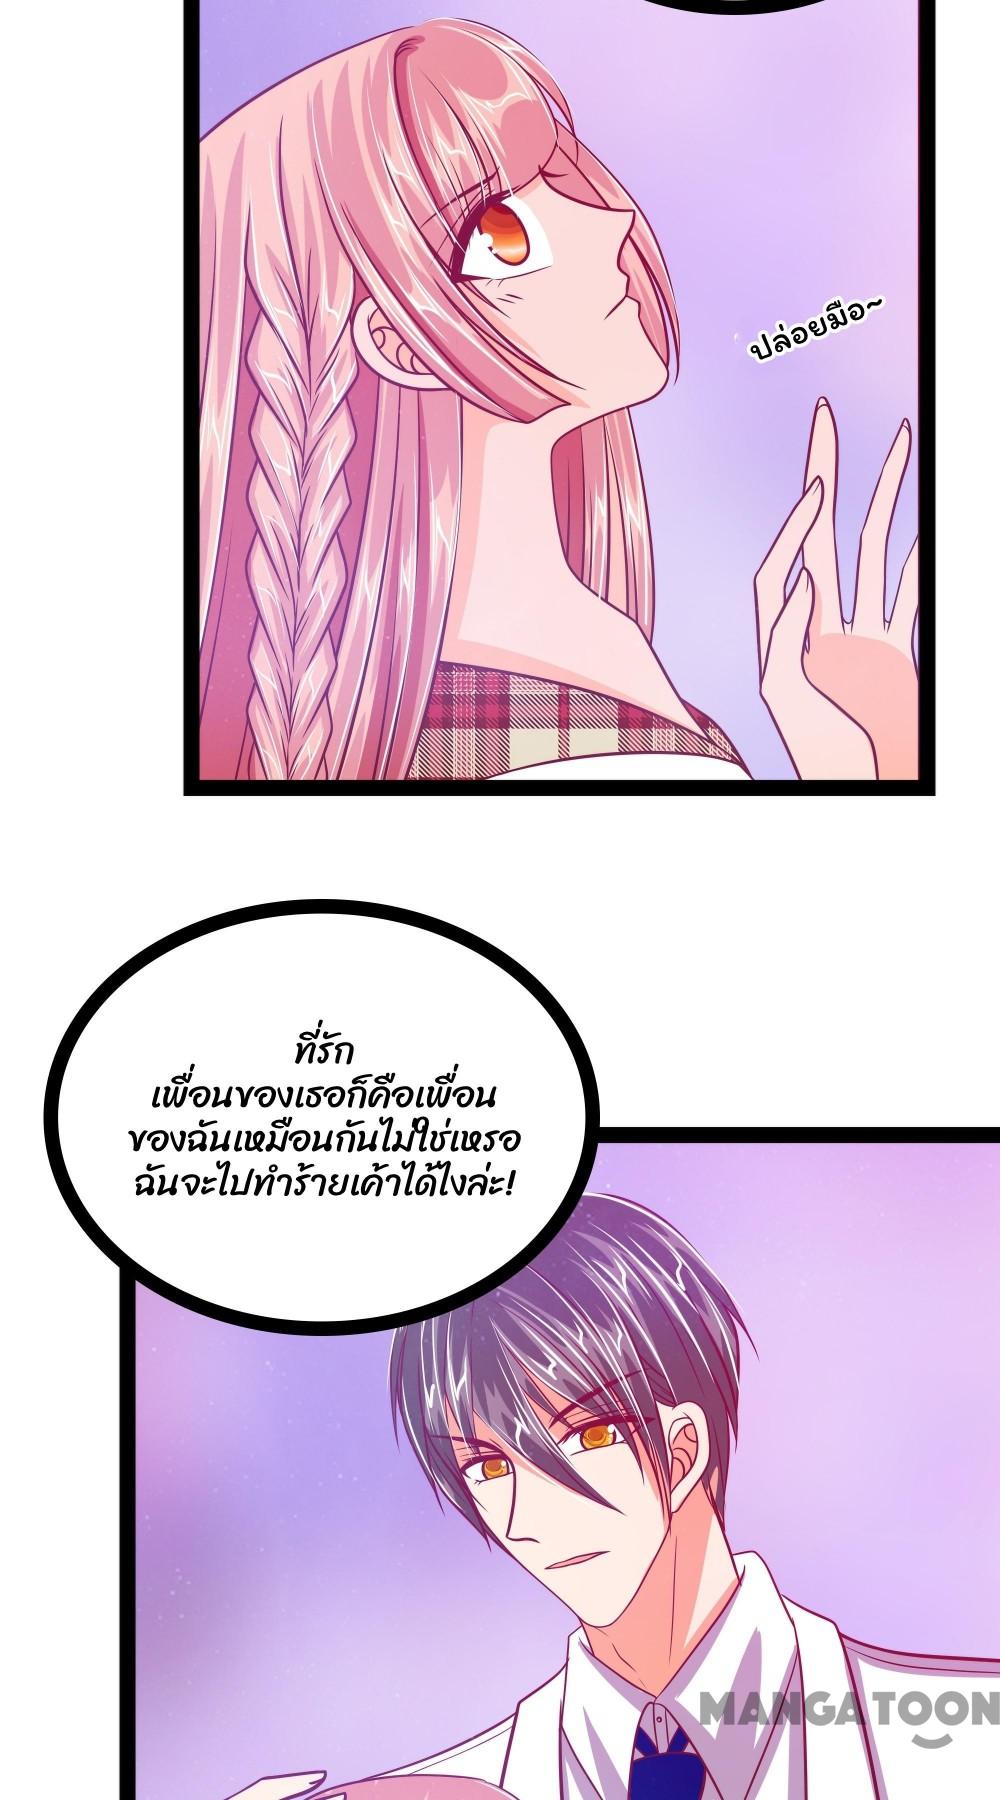 ปล่อยมือ~
ที่รัก
เพื่อนของเธอก็คือเพื่อน
ของฉันเหมือนกันไม่ใช่เหรอ
ฉันจะไปทำร้ายเค้าได้ไงล่ะ!
MANGATOON